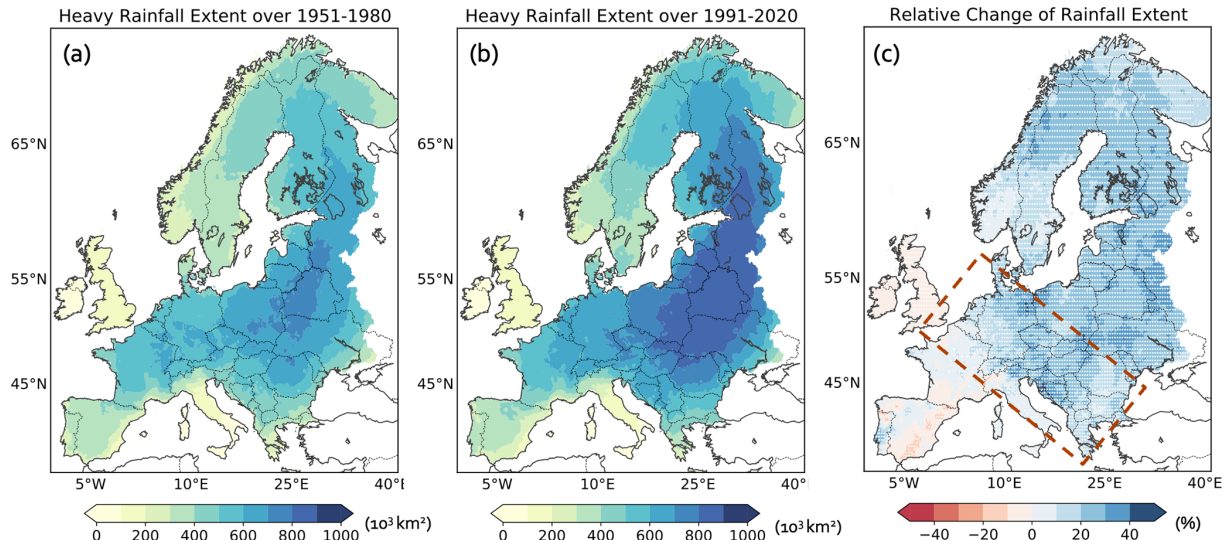 Heavy Rainfall Extent over 1951-1980
Heavy Rainfall Extent over 1991-2020
Relative Change of Rainfall Extent
(a)
(b)
(c)
65°N
55°N
45°N
65°N
55°N
45°N
65°N
55°N
45°N
5°W 10°E 25°E 40°E
5°W 10°E 25°E 40°E
5°W 10°E 25°E 40°E
0 200 400 600 800 1000 (10³ km²)
0 200 400 600 800 1000 (10³ km²)
−40 −20 0 20 40 (%)